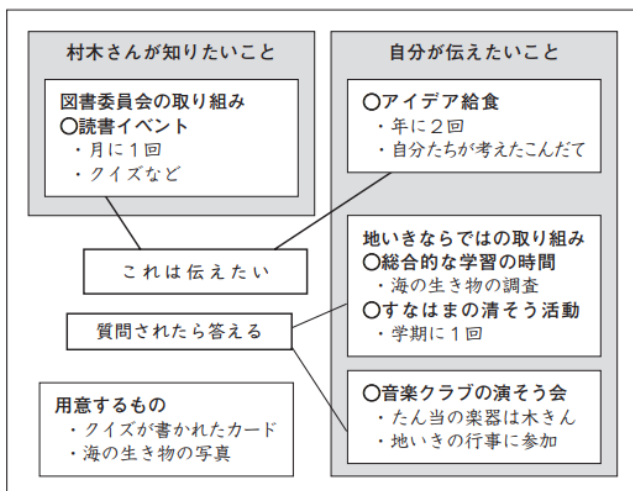 村木さんが知りたいこと
図書委員会の取り組み
〇読書イベント
・月に1回
・クイズなど
自分が伝えたいこと
〇アイデア給食
・年に2回
・自分たちが考えたこんだて
これは伝えたい
地いきならではの取り組み
〇総合的な学習の時間
・海の生き物の調査
〇すなはまの清そう活動
・学期に1回
質問されたら答える
〇音楽クラブの演そう会
・たん当の楽器は木きん
・地いきの行事に参加
用意するもの
・クイズが書かれたカード
・海の生き物の写真